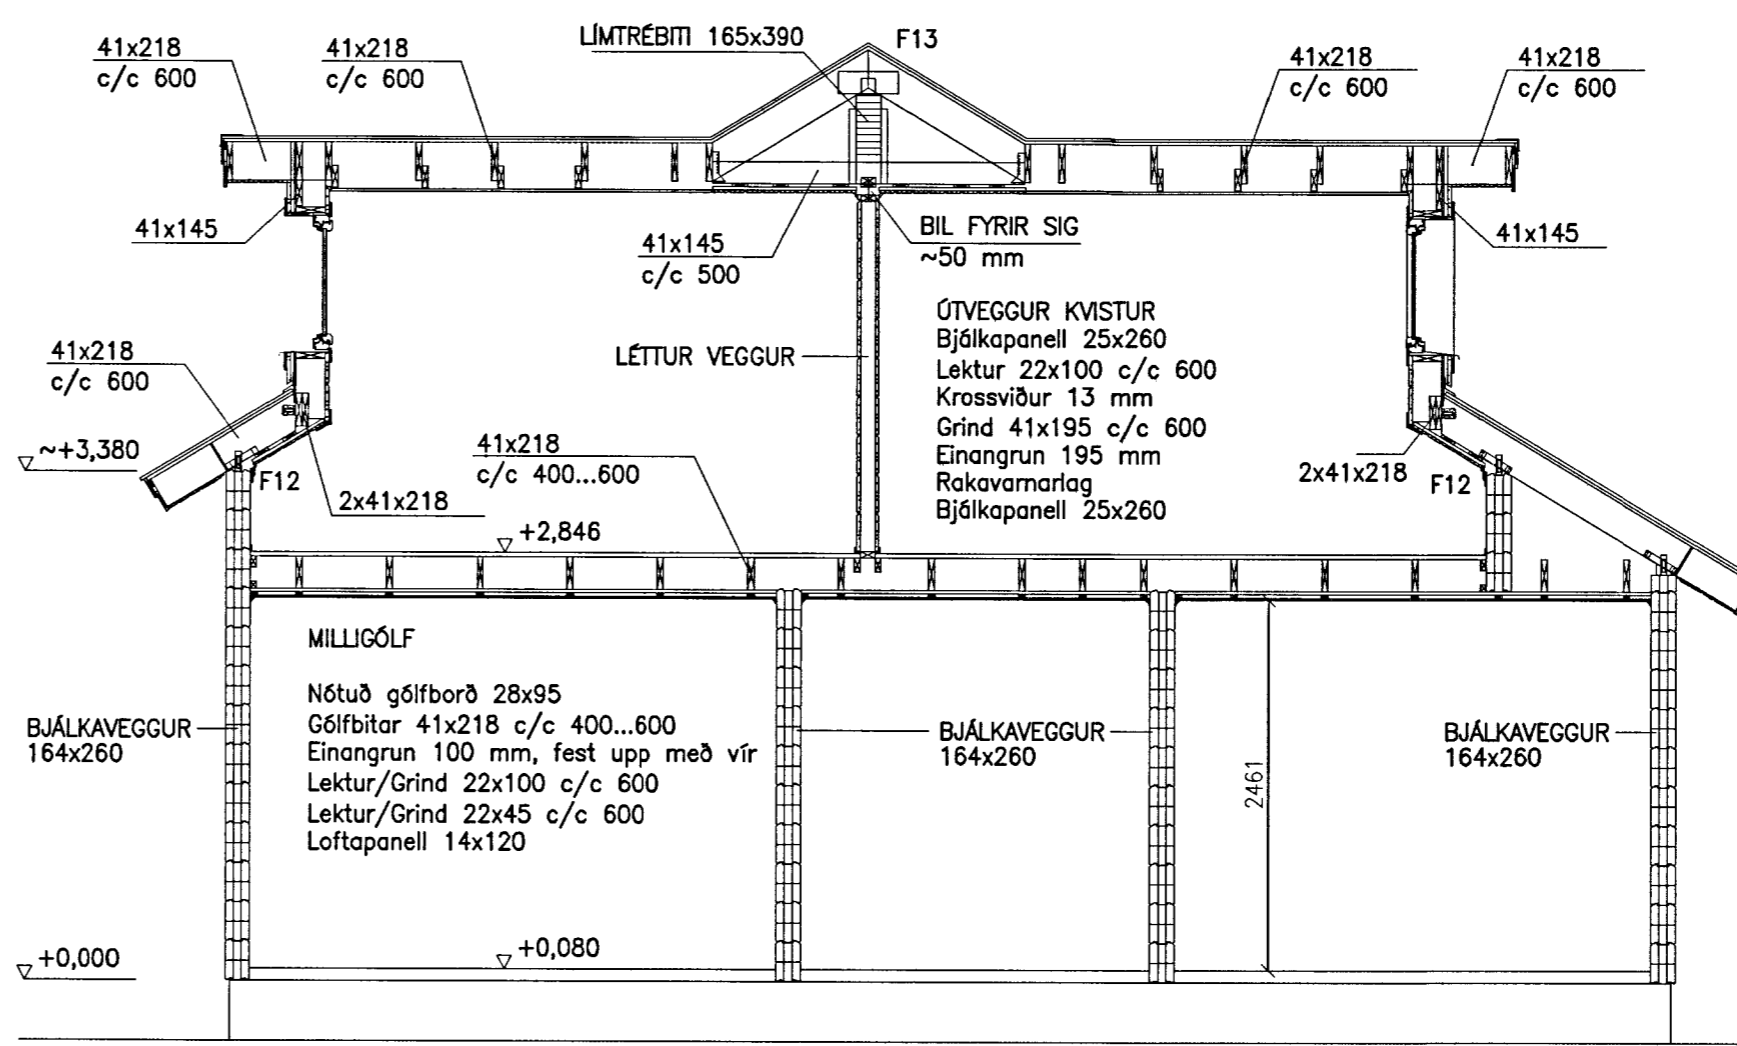 41x218
c/c 600
41x218
c/c 600
LÍMTRÉBITI 165x390
F13
41x218
c/c 600
41x218
c/c 600
41x145
41x145
c/c 500
BIL FYRIR SIG
~50 mm
41x145
ÚTVEGGUR KVISTUR
Bjálkapanell 25x260
Lektur 22x100 c/c 600
Krossviður 13 mm
Grind 41x195 c/c 600
Einangrun 195 mm
Rakavarnarlag
Bjálkapanell 25x260
LÉTTUR VEGGUR
41x218
c/c 600
~+3,380
F12
2x41x218
41x218
c/c 400...600
2x41x218
F12
+2,846
MILLIGÓLF
Nótuð gólfborð 28x95
Gólfbitar 41x218 c/c 400...600
Einangrun 100 mm, fest upp með vír
Lektur/Grind 22x100 c/c 600
Lektur/Grind 22x45 c/c 600
Loftapanell 14x120
BJÁLKAVEGGUR
164x260
BJÁLKAVEGGUR
164x260
2461
BJÁLKAVEGGUR
164x260
+0,000
+0,080